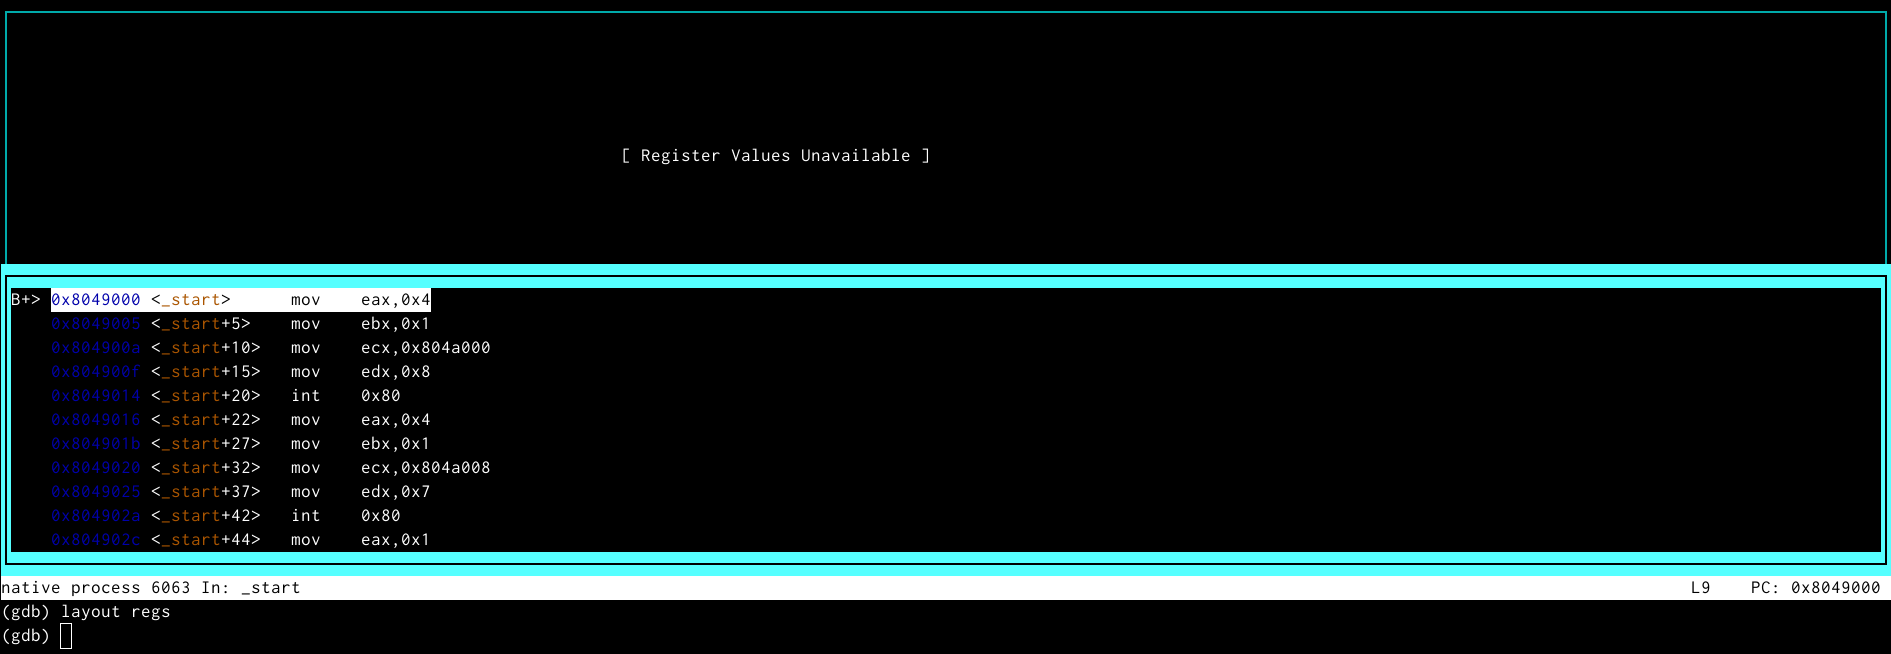 [ Register Values Unavailable ]
B+> 0x8049000 <_start>      mov    eax,0x4
0x8049005 <_start+5>    mov    ebx,0x1
0x804900a <_start+10>   mov    ecx,0x804a000
0x804900f <_start+15>   mov    edx,0x8
0x8049014 <_start+20>   int    0x80
0x8049016 <_start+22>   mov    eax,0x4
0x804901b <_start+27>   mov    ebx,0x1
0x8049020 <_start+32>   mov    ecx,0x804a008
0x8049025 <_start+37>   mov    edx,0x7
0x804902a <_start+42>   int    0x80
0x804902c <_start+44>   mov    eax,0x1
native process 6063 In: _start L9 PC: 0x8049000
(gdb) layout regs
(gdb)